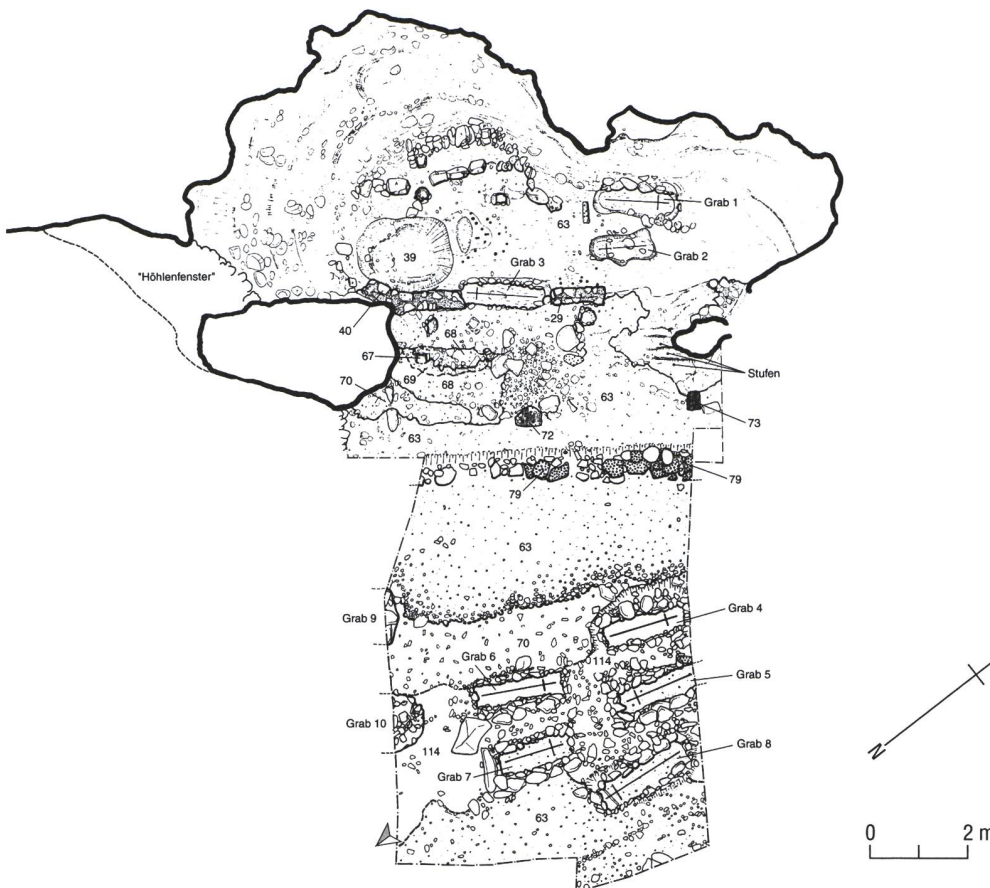 Grab 1
63
"Höhlenfenster"
39
Grab 3
Grab 2
40
29
68
67
69
68
Stufen
70
63
73
63
72
79
79
63
Grab 9
Grab 4
70
Grab 6
114
Grab 5
Grab 10
114
Grab 8
Grab 7
63
N
0 2 m